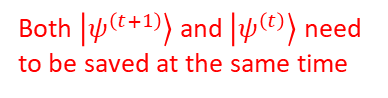 Both |ψ⁽ᵗ⁺¹⁾⟩ and |ψ⁽ᵗ⁾⟩ need
to be saved at the same time